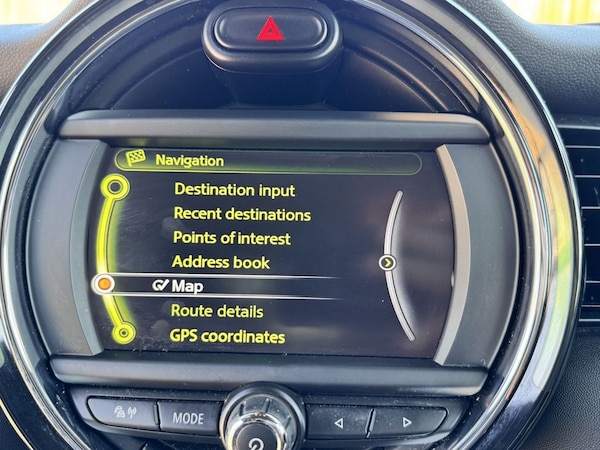 Navigation
Destination input
Recent destinations
Points of interest
Address book
Map
Route details
GPS coordinates
MODE